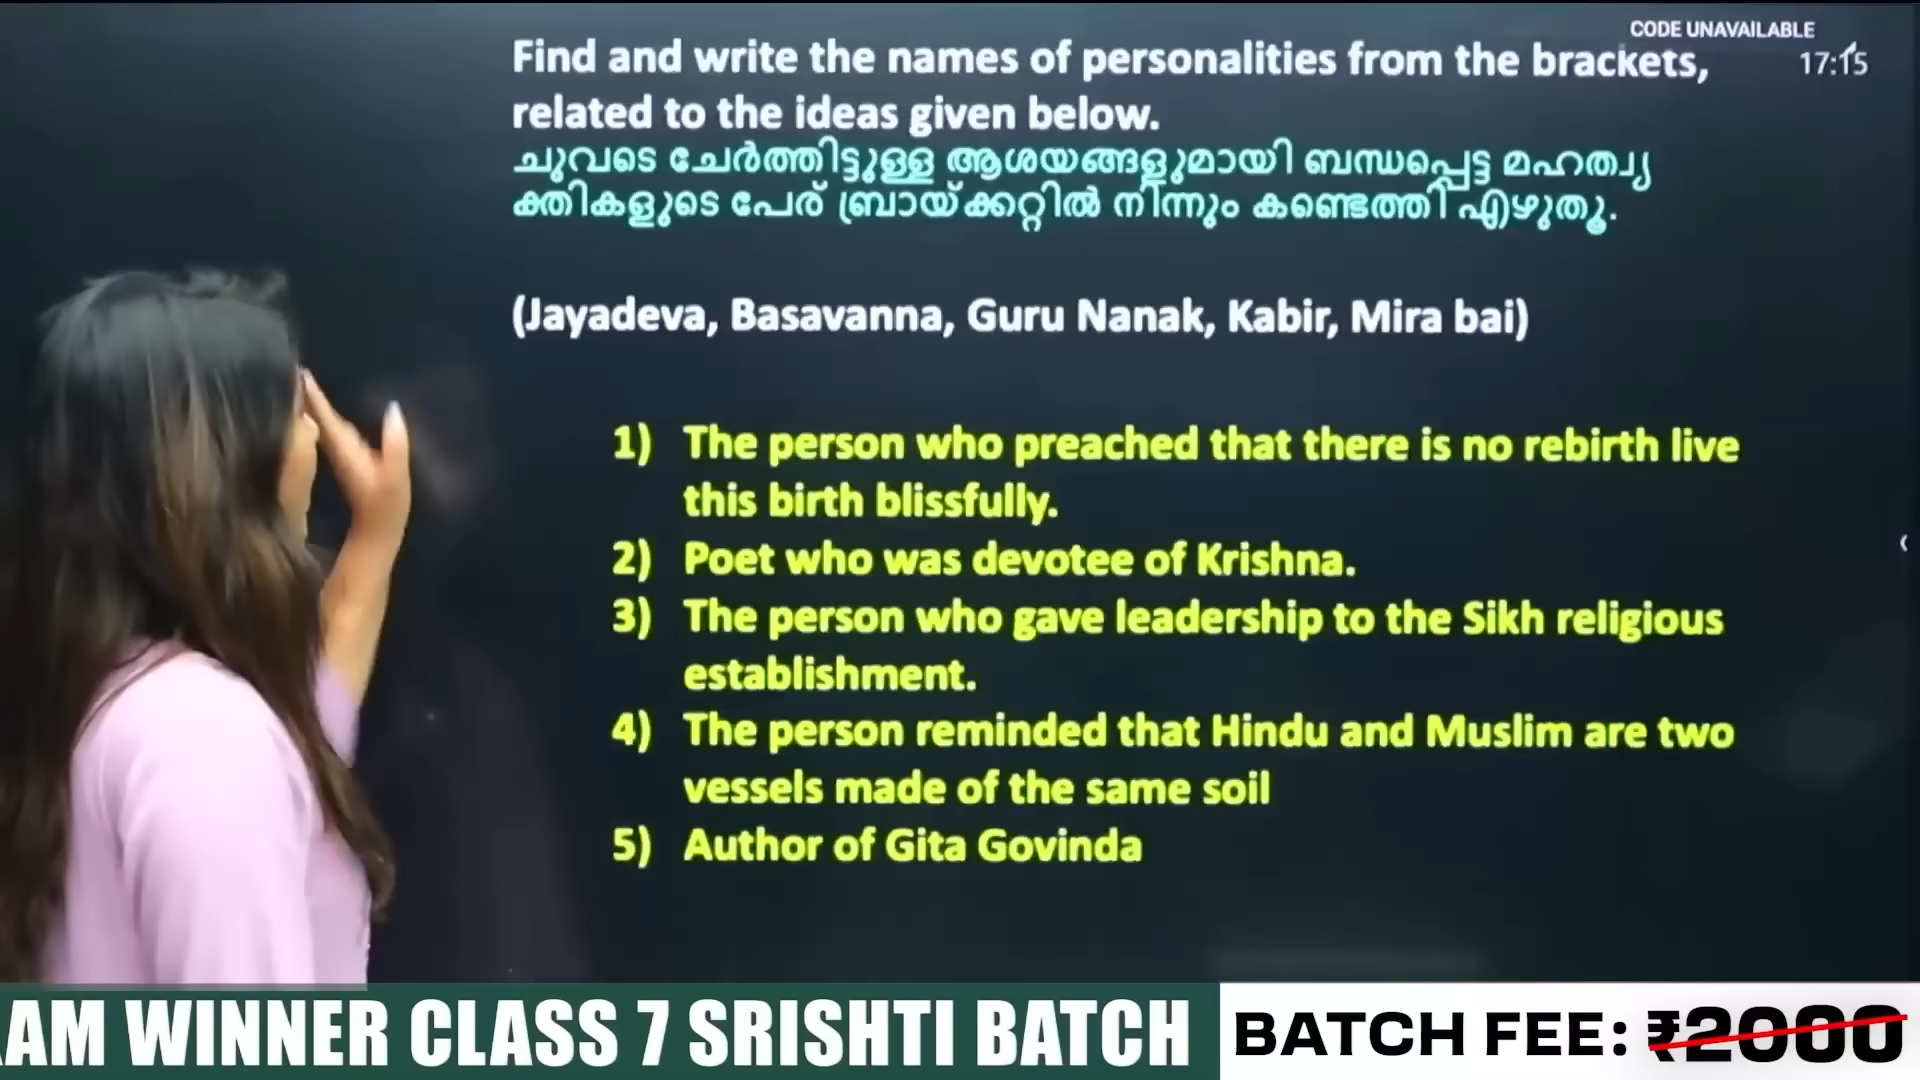 CODE UNAVAILABLE
17:15
Find and write the names of personalities from the brackets,
related to the ideas given below.
ചുവടെ ചേർത്തിട്ടുള്ള ആശയങ്ങളുമായി ബന്ധപ്പെട്ട മഹത്വ്യ
ക്തികളുടെ പേര് ബ്രായ്ക്കറ്റിൽ നിന്നും കണ്ടെത്തി എഴുതൂ.
(Jayadeva, Basavanna, Guru Nanak, Kabir, Mira bai)
1) The person who preached that there is no rebirth live
this birth blissfully.
2) Poet who was devotee of Krishna.
3) The person who gave leadership to the Sikh religious
establishment.
4) The person reminded that Hindu and Muslim are two
vessels made of the same soil
5) Author of Gita Govinda
AM WINNER CLASS 7 SRISHTI BATCH
BATCH FEE: ₹2000